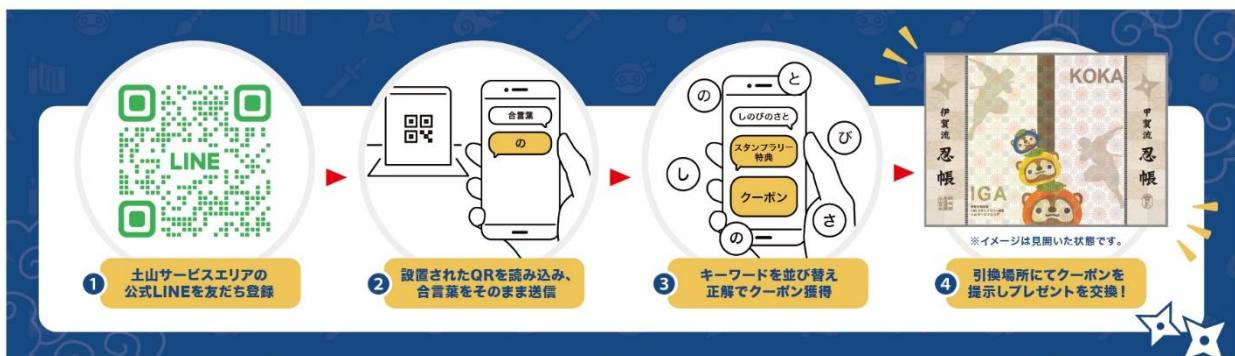 LINE
1
土山サービスエリアの
公式LINEを友だち登録
合言葉
の
2
設置されたQRを読み込み、
合言葉をそのまま送信
の
と
し
び
の
さ
しのびのさと
スタンプラリー
特典
クーポン
3
キーワードを並び替え
正解でクーポン獲得
伊賀流
忍帳
IGA
KOKA
甲賀流
忍帳
※イメージは見開いた状態です。
4
引換場所にてクーポンを
提示しプレゼントを交換！